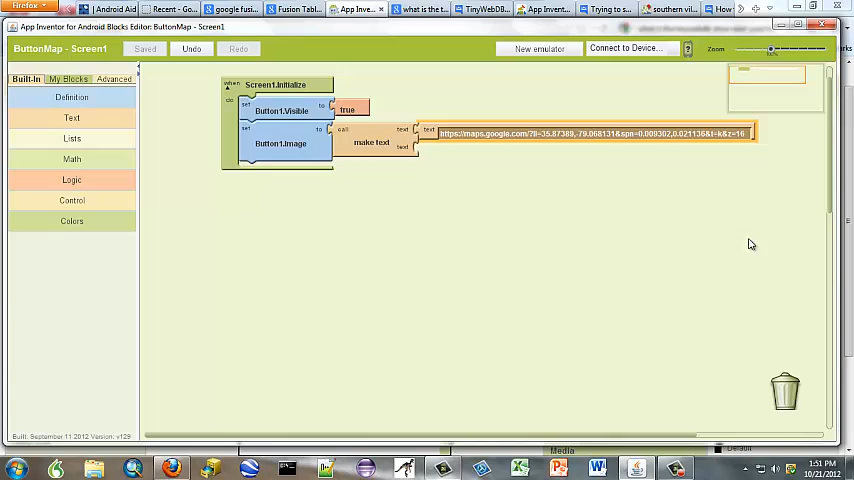 Firefox
Android Aid
Recent - Go...
google fusio...
Fusion Tabl...
App Invent...
what is the t...
TinyWebDB...
App Invent...
Trying to s...
southern vil...
How
App Inventor for Android Blocks Editor: ButtonMap - Screen1
ButtonMap - Screen1
Saved
Undo
Redo
New emulator
Connect to Device...
?
Zoom
Built-In
My Blocks
Advanced
Definition
Text
Lists
Math
Logic
Control
Colors
when
Screen1.Initialize
do
set
Button1.Visible
to
true
set
Button1.Image
to
call
make text
text
text
text
https://maps.google.com/?ll=35.87389,-79.068131&spn=0.009302,0.021136&t=k&z=16
Built: September 11 2012 Version: v129
Media
Default
1:51 PM
10/21/2012